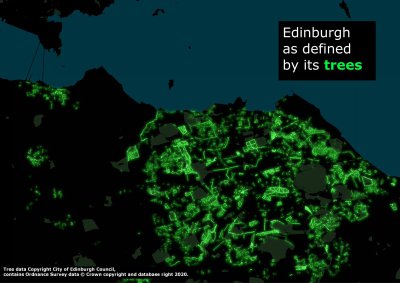 Edinburgh
as defined
by its trees
Tree data Copyright City of Edinburgh Council,
contains Ordnance Survey data © Crown copyright and database right 2020.